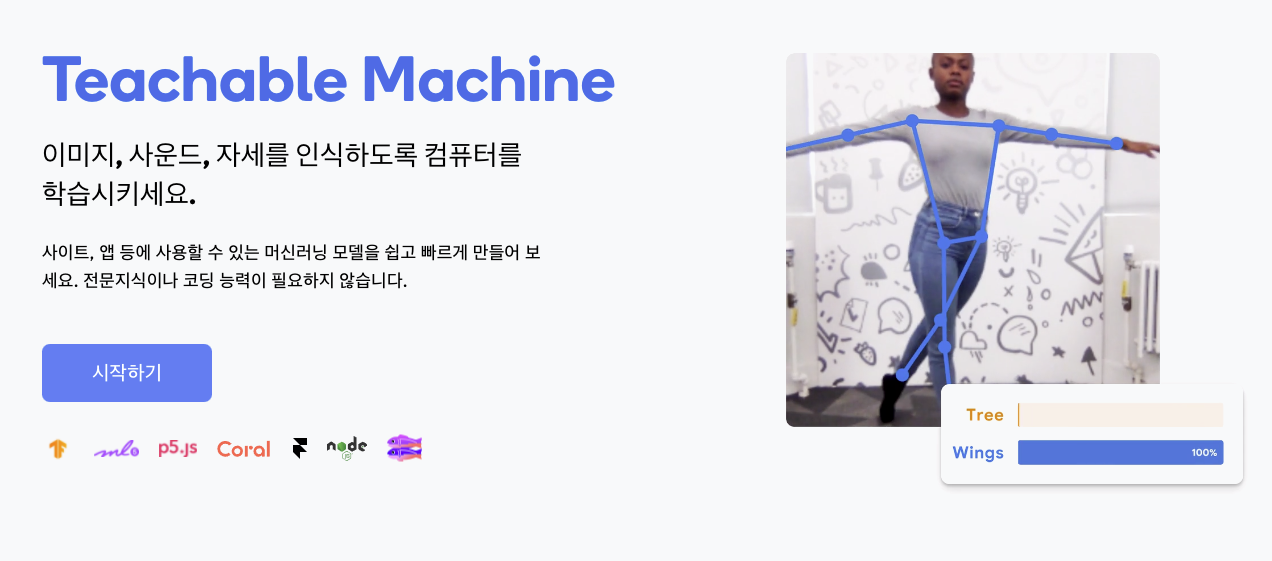 Teachable Machine
이미지, 사운드, 자세를 인식하도록 컴퓨터를
학습시키세요.
사이트, 앱 등에 사용할 수 있는 머신러닝 모델을 쉽고 빠르게 만들어 보
세요. 전문지식이나 코딩 능력이 필요하지 않습니다.
시작하기
ml5 p5.js Coral node js
Tree
Wings 100%